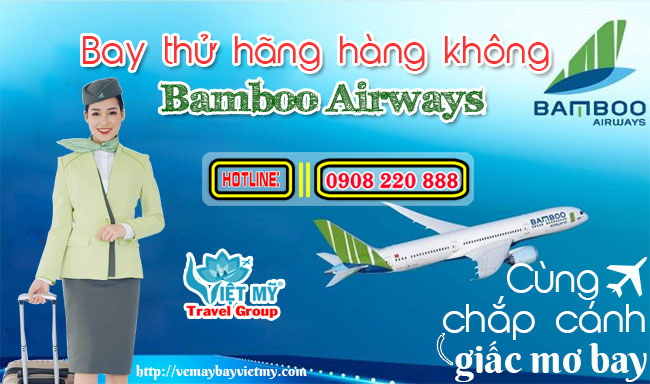 Bay thử hãng hàng không
Bamboo Airways
BAMBOO
AIRWAYS
HOTLINE: || 0908 220 888
BAMBOO
VIỆT MỸ ®
Travel Group
Cùng
chắp cánh
giấc mơ bay
http://vemaybayvietmy.com